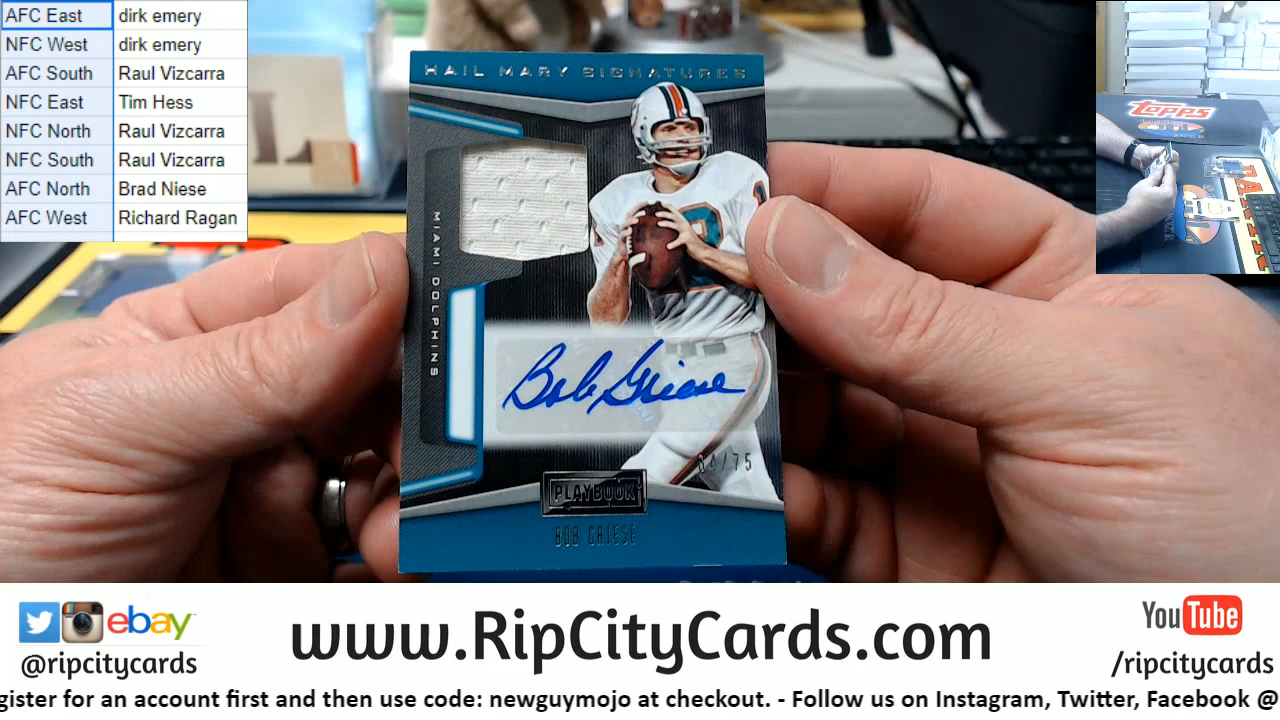 AFC East dirk emery
NFC West dirk emery
AFC South Raul Vizcarra
NFC East Tim Hess
NFC North Raul Vizcarra
NFC South Raul Vizcarra
AFC North Brad Niese
AFC West Richard Ragan
HAIL MARY SIGNATURES
MIAMI DOLPHINS
Bob Griese
/75
PLAYBOOK
BOB GRIESE
topps
ebay
@ripcitycards
www.RipCityCards.com
YouTube
/ripcitycards
gister for an account first and then use code: newguymojo at checkout. - Follow us on Instagram, Twitter, Facebook @